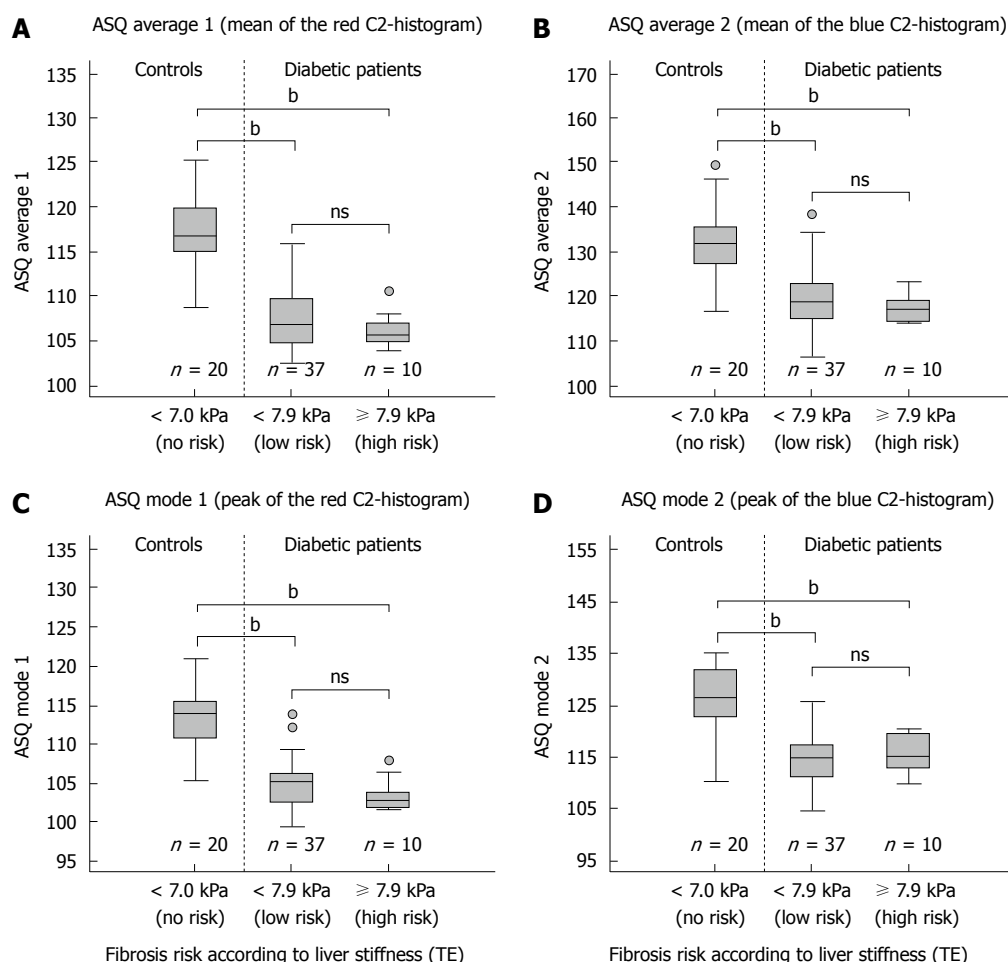 A
ASQ average 1 (mean of the red C2-histogram)
135
130
125
120
115
110
105
100
ASQ average 1
Controls
Diabetic patients
b
b
ns
n = 20
n = 37
n = 10
< 7.0 kPa
< 7.9 kPa
≥ 7.9 kPa
(no risk)
(low risk)
(high risk)
B
ASQ average 2 (mean of the blue C2-histogram)
170
160
150
140
130
120
110
100
ASQ average 2
Controls
Diabetic patients
b
b
ns
n = 20
n = 37
n = 10
< 7.0 kPa
< 7.9 kPa
≥ 7.9 kPa
(no risk)
(low risk)
(high risk)
C
ASQ mode 1 (peak of the red C2-histogram)
135
130
125
120
115
110
105
100
95
ASQ mode 1
Controls
Diabetic patients
b
b
ns
n = 20
n = 37
n = 10
< 7.0 kPa
< 7.9 kPa
≥ 7.9 kPa
(no risk)
(low risk)
(high risk)
Fibrosis risk according to liver stiffness (TE)
D
ASQ mode 2 (peak of the blue C2-histogram)
155
145
135
125
115
105
95
ASQ mode 2
Controls
Diabetic patients
b
b
ns
n = 20
n = 37
n = 10
< 7.0 kPa
< 7.9 kPa
≥ 7.9 kPa
(no risk)
(low risk)
(high risk)
Fibrosis risk according to liver stiffness (TE)